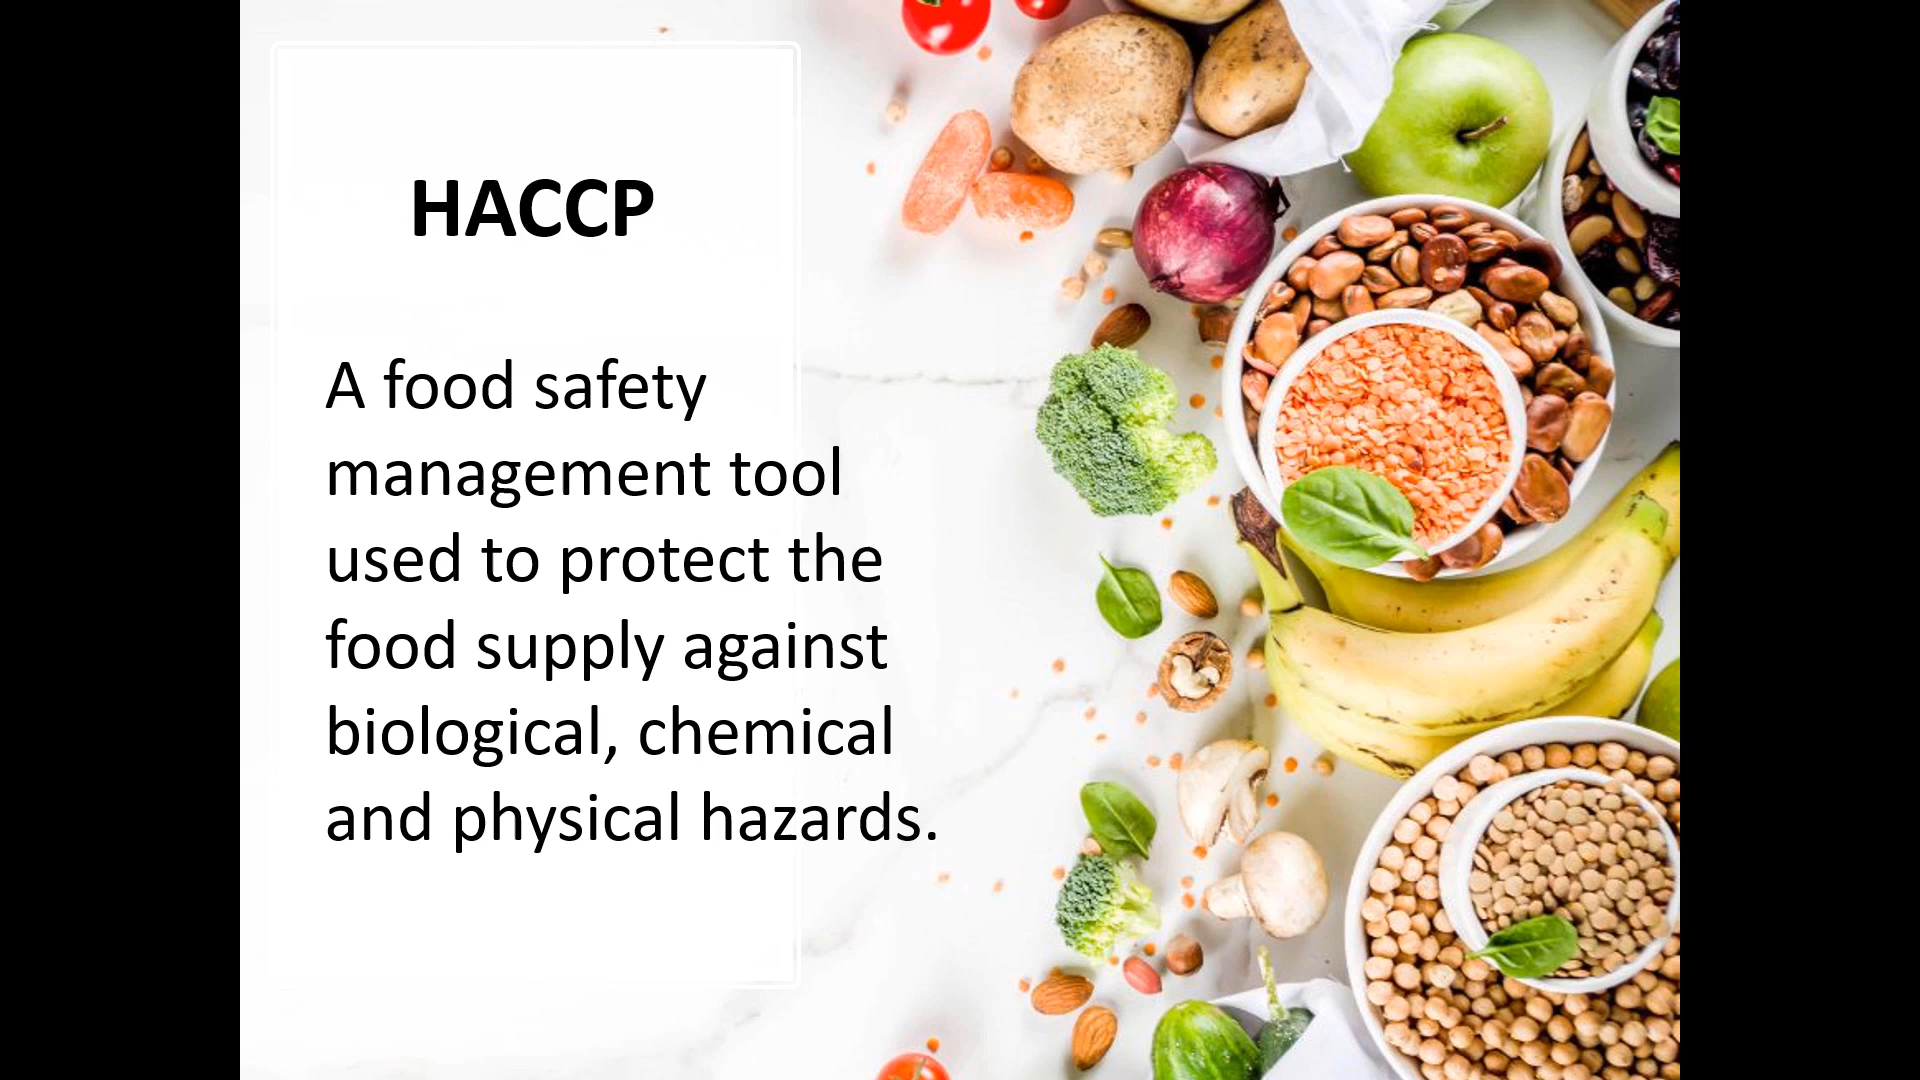 HACCP
A food safety
management tool
used to protect the
food supply against
biological, chemical
and physical hazards.